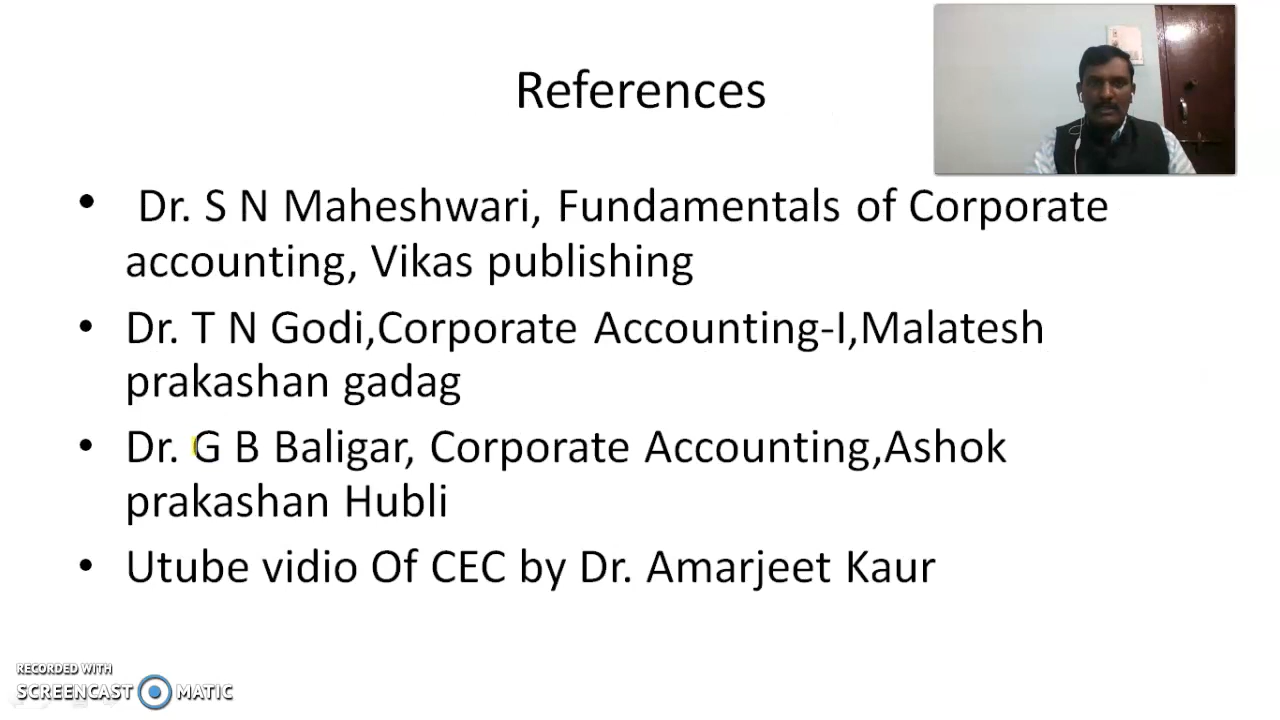 References
• Dr. S N Maheshwari, Fundamentals of Corporate
accounting, Vikas publishing
• Dr. T N Godi,Corporate Accounting-I,Malatesh
prakashan gadag
• Dr. G B Baligar, Corporate Accounting,Ashok
prakashan Hubli
• Utube vidio Of CEC by Dr. Amarjeet Kaur
RECORDED WITH
SCREENCAST MATIC